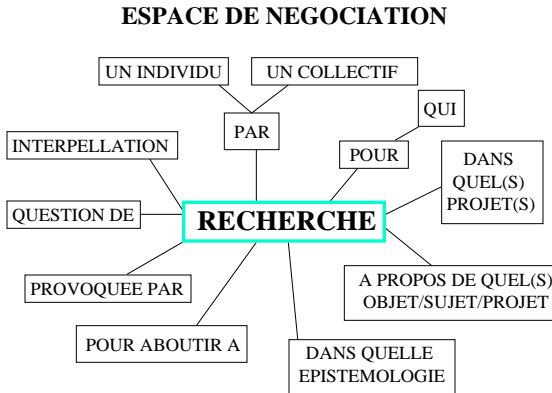 ESPACE DE NEGOCIATION
UN INDIVIDU
UN COLLECTIF
QUI
PAR
INTERPELLATION
POUR
DANS
QUEL(S)
PROJET(S)
QUESTION DE
RECHERCHE
PROVOQUEE PAR
A PROPOS DE QUEL(S)
OBJET/SUJET/PROJET
POUR ABOUTIR A
DANS QUELLE
EPISTEMOLOGIE